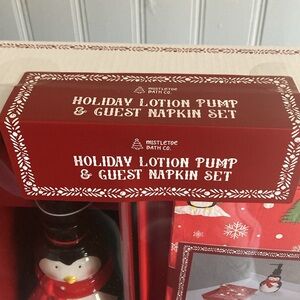 MISTLETOE
BATH CO.
HOLIDAY LOTION PUMP
& GUEST NAPKIN SET
MISTLETOE
BATH CO.
HOLIDAY LOTION PUMP
& GUEST NAPKIN SET